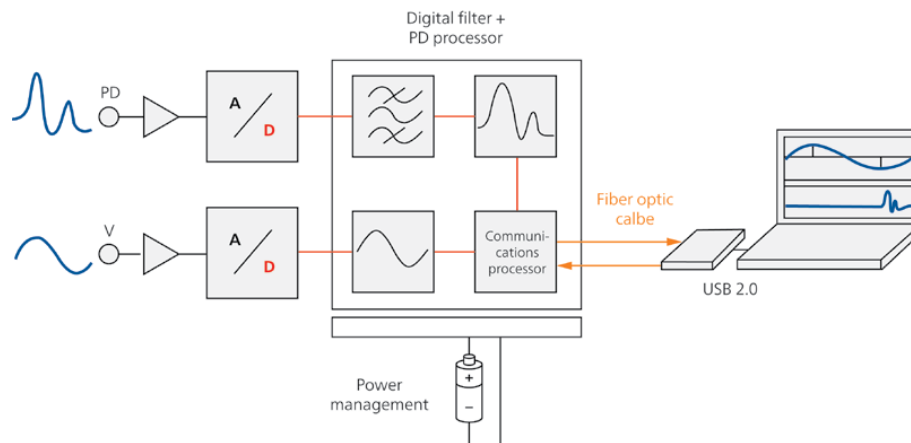 Digital filter +
PD processor
PD
A
D
V
A
D
Communi-
cations
processor
Fiber optic
calbe
USB 2.0
Power
management
+
−